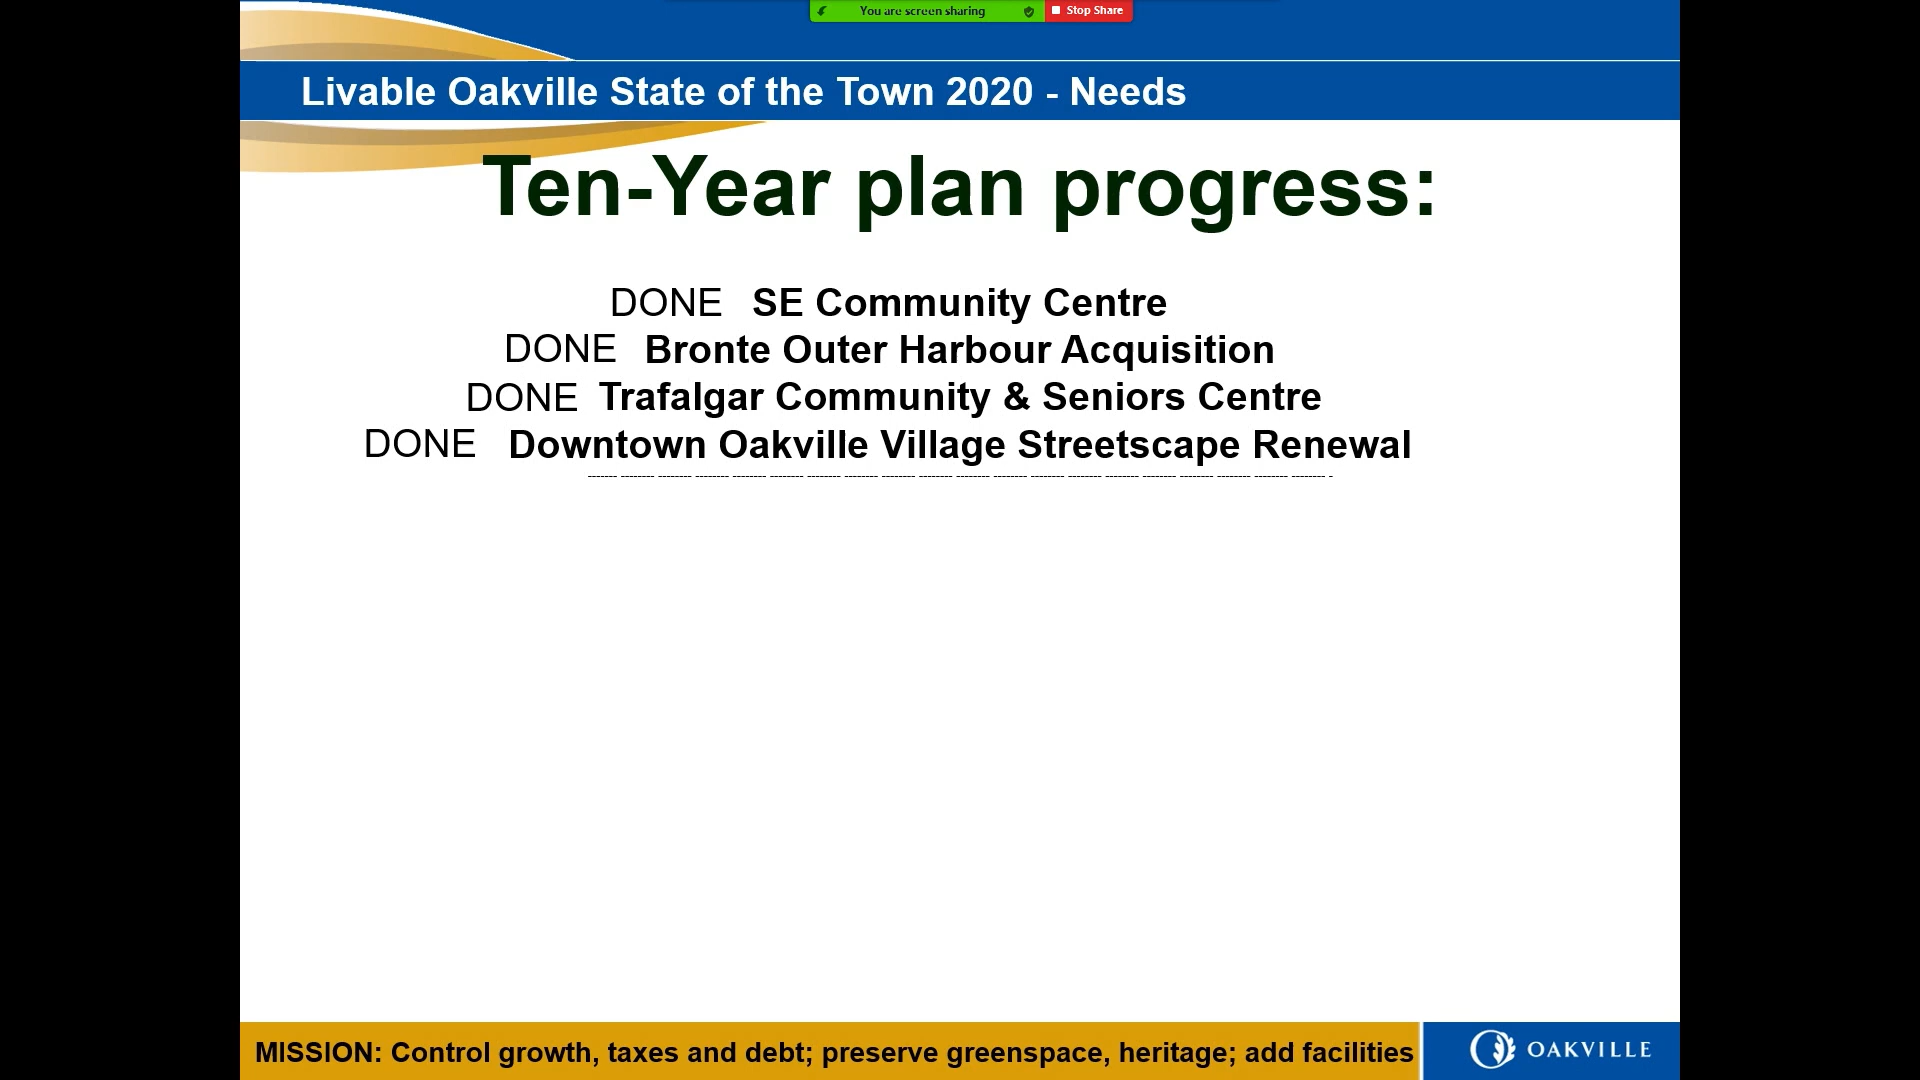 You are screen sharing
Stop Share
Livable Oakville State of the Town 2020 - Needs
Ten-Year plan progress:
DONE SE Community Centre
DONE Bronte Outer Harbour Acquisition
DONE Trafalgar Community & Seniors Centre
DONE Downtown Oakville Village Streetscape Renewal
MISSION: Control growth, taxes and debt; preserve greenspace, heritage; add facilities
OAKVILLE